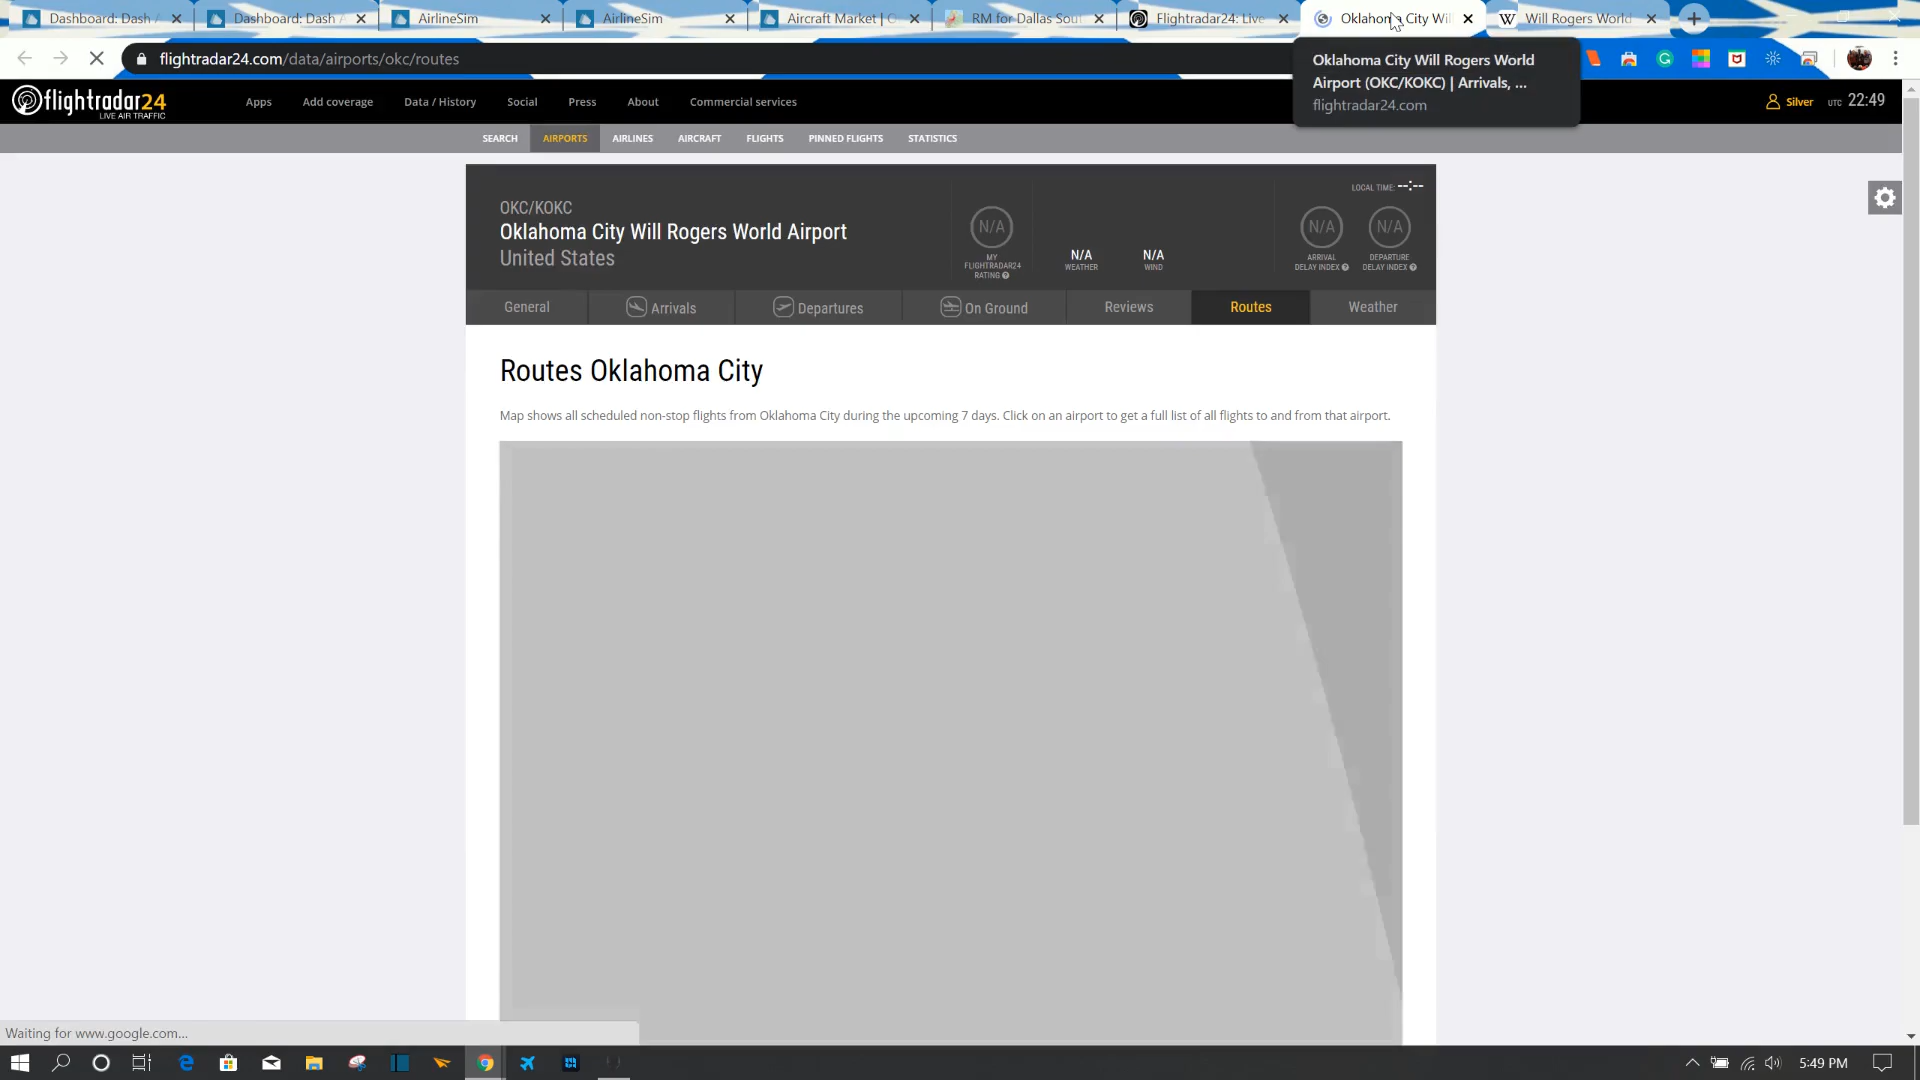 Dashboard: Dash
Dashboard: Dash
AirlineSim
AirlineSim
Aircraft Market | O
RM for Dallas Sout
Flightradar24: Live
Oklahoma City Wil
Will Rogers World
flightradar24.com/data/airports/okc/routes
Oklahoma City Will Rogers World
Airport (OKC/KOKC) | Arrivals, ...
flightradar24.com
flightradar24
LIVE AIR TRAFFIC
Apps
Add coverage
Data / History
Social
Press
About
Commercial services
Silver
UTC 22:49
SEARCH
AIRPORTS
AIRLINES
AIRCRAFT
FLIGHTS
PINNED FLIGHTS
STATISTICS
LOCAL TIME: --:--
OKC/KOKC
Oklahoma City Will Rogers World Airport
United States
N/A
MY
FLIGHTRADAR24
RATING
N/A
WEATHER
N/A
WIND
N/A
ARRIVAL
DELAY INDEX
N/A
DEPARTURE
DELAY INDEX
General
Arrivals
Departures
On Ground
Reviews
Routes
Weather
Routes Oklahoma City
Map shows all scheduled non-stop flights from Oklahoma City during the upcoming 7 days. Click on an airport to get a full list of all flights to and from that airport.
Waiting for www.google.com...
5:49 PM